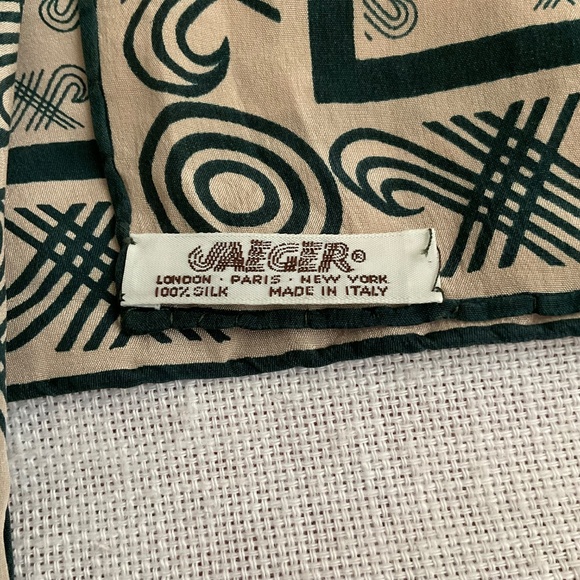 JAEGER®
LONDON · PARIS · NEW YORK
100% SILK MADE IN ITALY